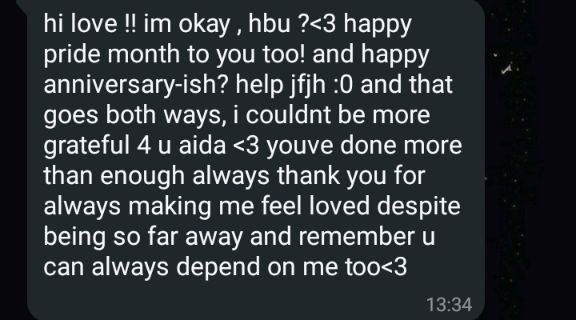 hi love !! im okay , hbu ?<3 happy
pride month to you too! and happy
anniversary-ish? help jfjh :0 and that
goes both ways, i couldnt be more
grateful 4 u aida <3 youve done more
than enough always thank you for
always making me feel loved despite
being so far away and remember u
can always depend on me too<3
13:34